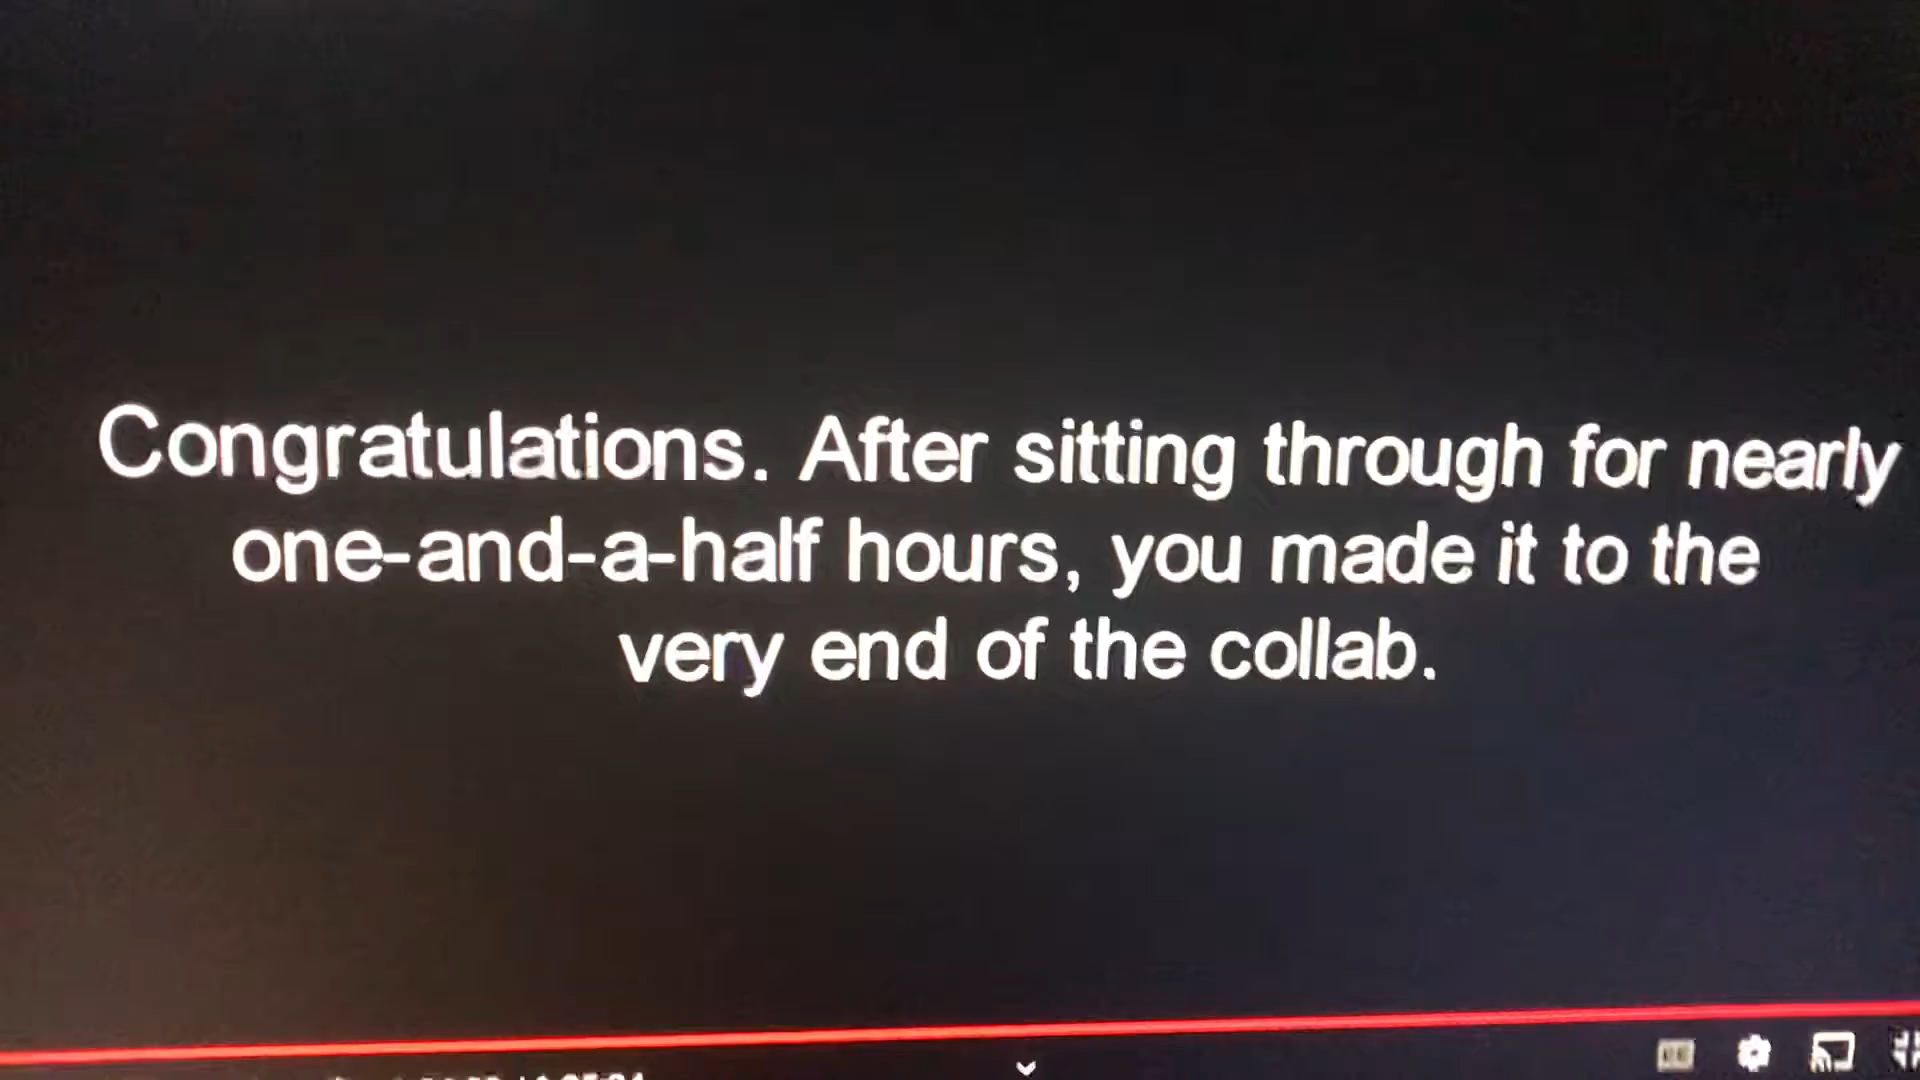 Congratulations. After sitting through for nearly
one-and-a-half hours, you made it to the
very end of the collab.